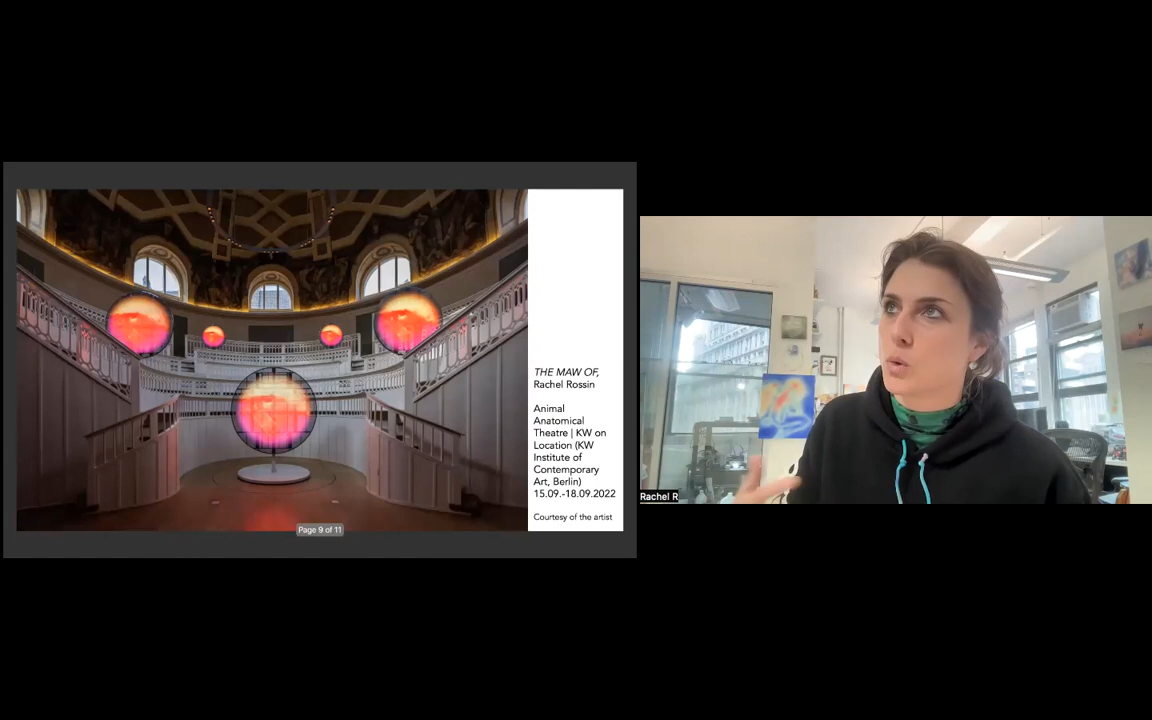 THE MAW OF,
Rachel Rossin
Animal
Anatomical
Theatre | KW on
Location (KW
Institute of
Contemporary
Art, Berlin)
15.09.-18.09.2022
Courtesy of the artist
Page 9 of 11
Rachel R